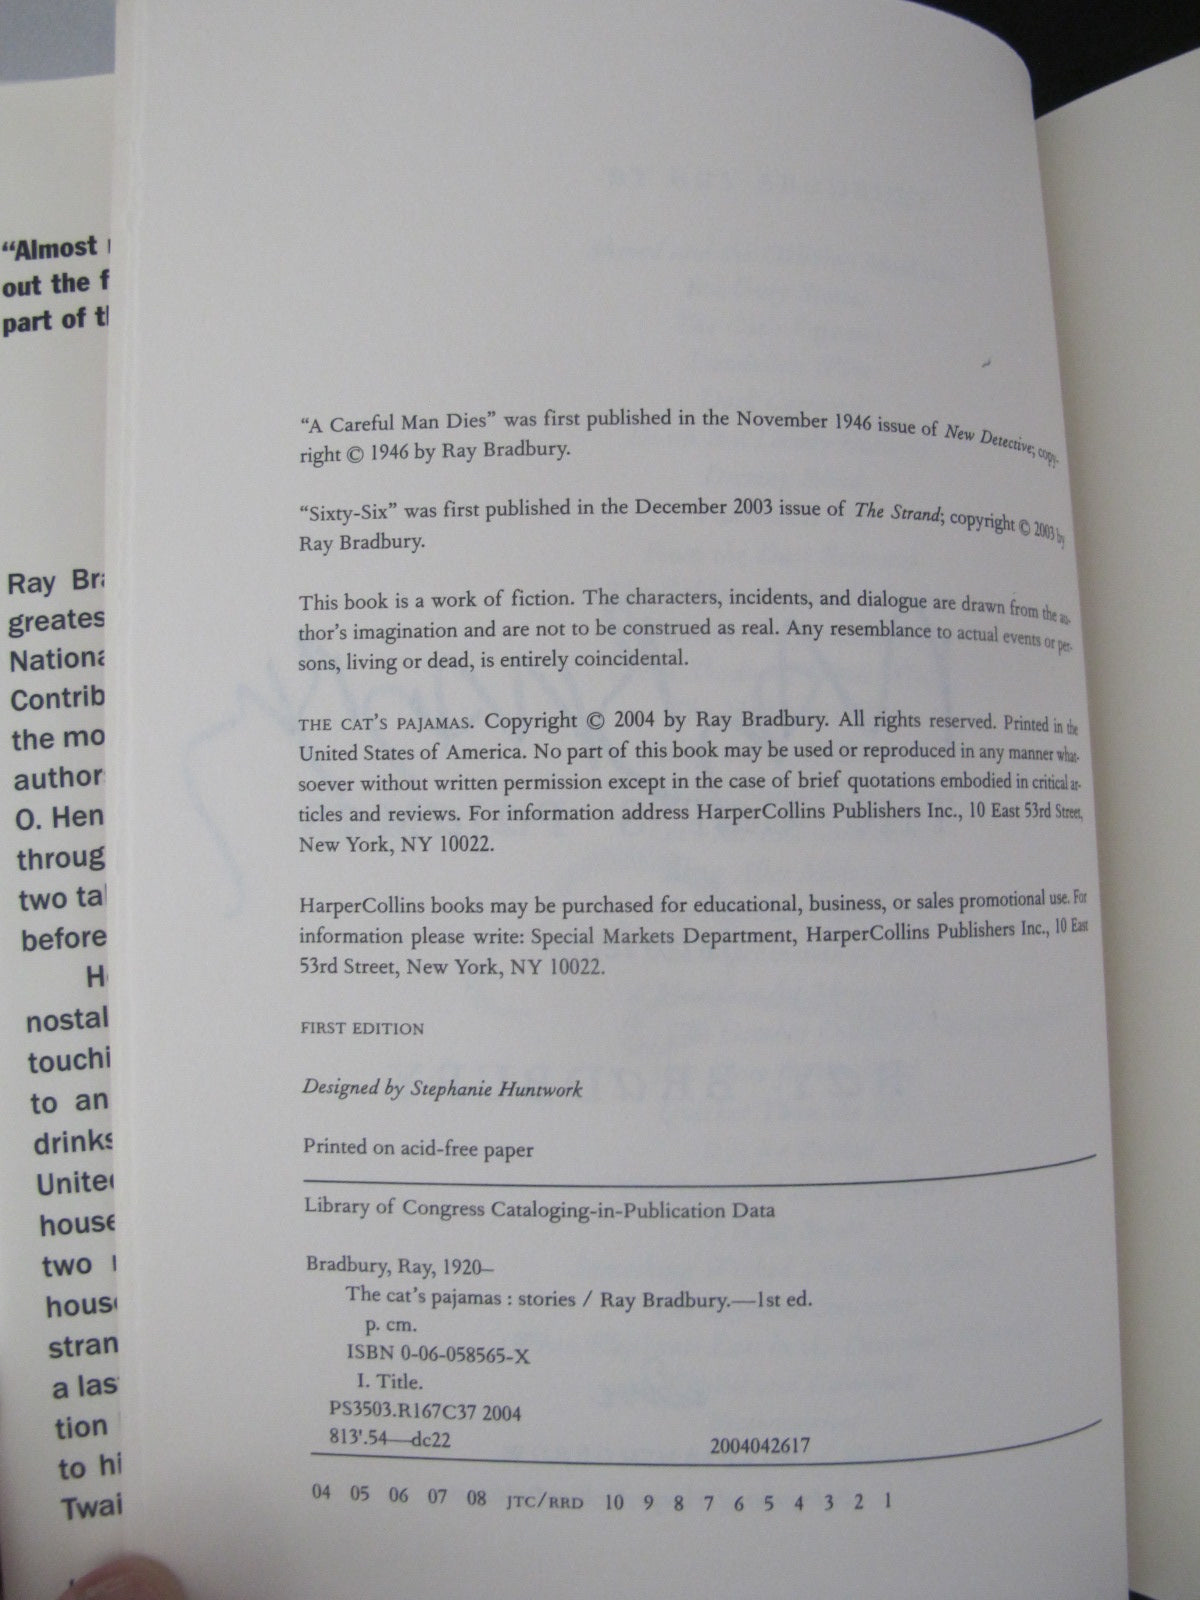 “Almost
out the f
part of th
Ray Bra
greates
Nationa
Contrib
the mo
author
O. Hen
throug
two tal
before
H
nostal
touchi
to an
drinks
United
house
two
house
stran
a las
tion
to hi
Twai
“A Careful Man Dies” was first published in the November 1946 issue of New Detective; copy-
right © 1946 by Ray Bradbury.
“Sixty-Six” was first published in the December 2003 issue of The Strand; copyright © 2003 by
Ray Bradbury.
This book is a work of fiction. The characters, incidents, and dialogue are drawn from the au-
thor’s imagination and are not to be construed as real. Any resemblance to actual events or per-
sons, living or dead, is entirely coincidental.
THE CAT’S PAJAMAS. Copyright © 2004 by Ray Bradbury. All rights reserved. Printed in the
United States of America. No part of this book may be used or reproduced in any manner what-
soever without written permission except in the case of brief quotations embodied in critical ar-
ticles and reviews. For information address HarperCollins Publishers Inc., 10 East 53rd Street,
New York, NY 10022.
HarperCollins books may be purchased for educational, business, or sales promotional use. For
information please write: Special Markets Department, HarperCollins Publishers Inc., 10 East
53rd Street, New York, NY 10022.
FIRST EDITION
Designed by Stephanie Huntwork
Printed on acid-free paper
Library of Congress Cataloging-in-Publication Data
Bradbury, Ray, 1920–
The cat’s pajamas : stories / Ray Bradbury.—1st ed.
p. cm.
ISBN 0-06-058565-X
I. Title.
PS3503.R167C37 2004
813'.54—dc22 2004042617
04 05 06 07 08 JTC/RRD 10 9 8 7 6 5 4 3 2 1